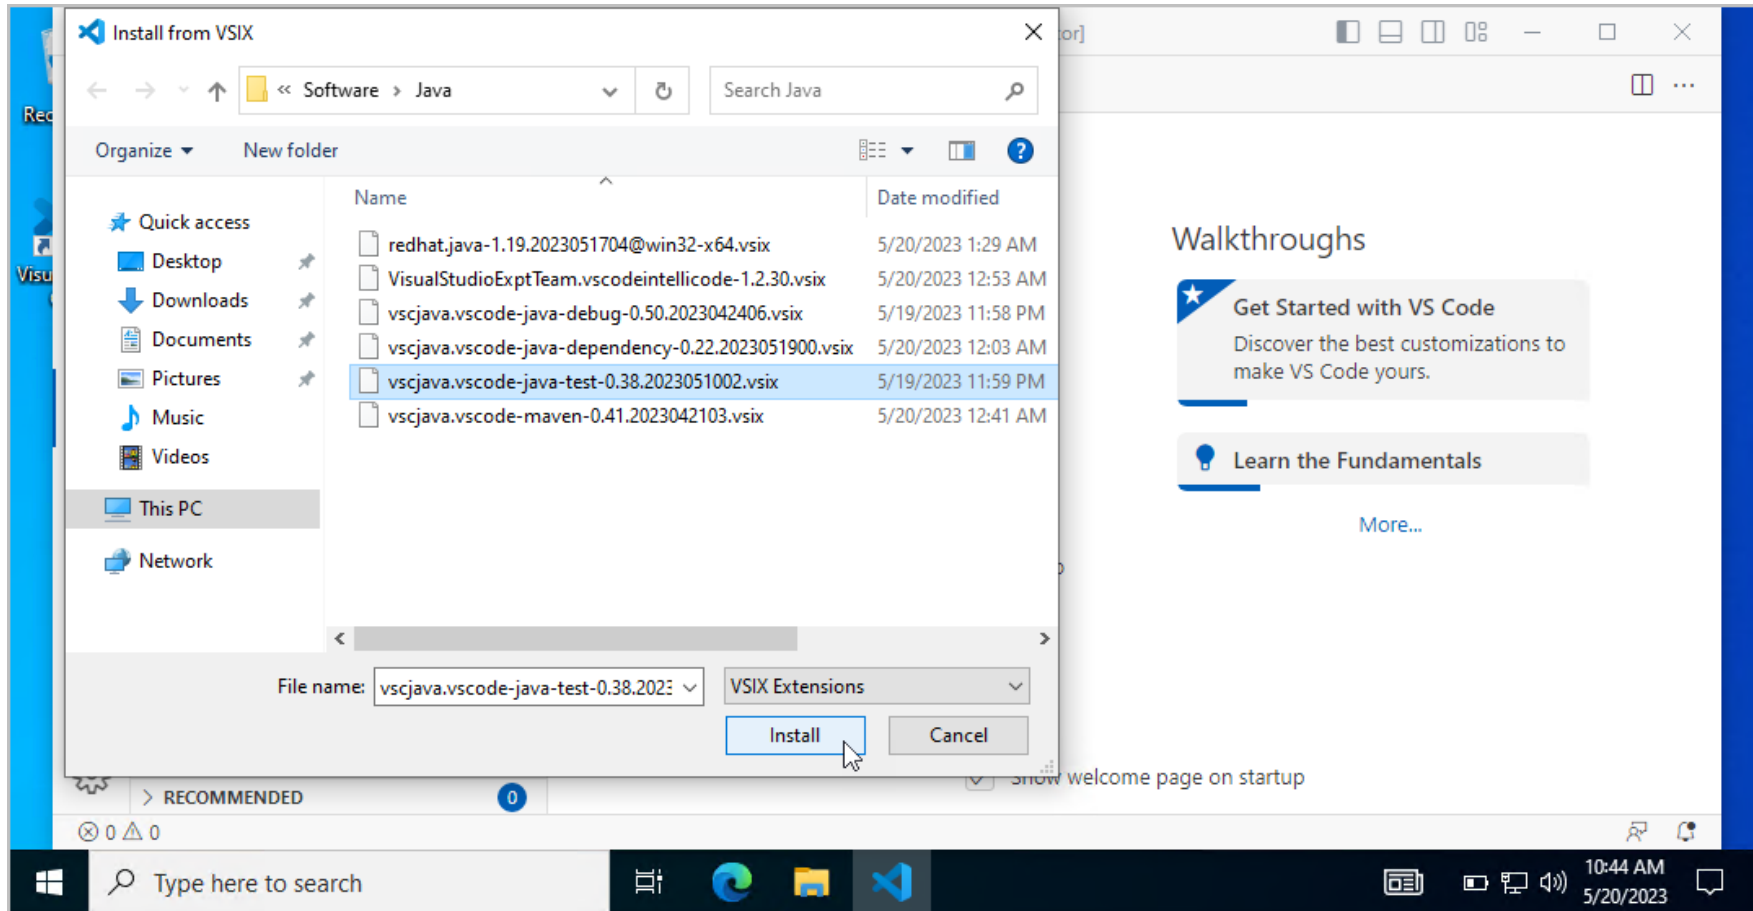 Install from VSIX
tor]
« Software > Java
Search Java
Organize
New folder
Name
Date modified
Quick access
Desktop
Downloads
Documents
Pictures
Music
Videos
This PC
Network
redhat.java-1.19.2023051704@win32-x64.vsix 5/20/2023 1:29 AM
VisualStudioExptTeam.vscodeintellicode-1.2.30.vsix 5/20/2023 12:53 AM
vscjava.vscode-java-debug-0.50.2023042406.vsix 5/19/2023 11:58 PM
vscjava.vscode-java-dependency-0.22.2023051900.vsix 5/20/2023 12:03 AM
vscjava.vscode-java-test-0.38.2023051002.vsix 5/19/2023 11:59 PM
vscjava.vscode-maven-0.41.2023042103.vsix 5/20/2023 12:41 AM
File name: vscjava.vscode-java-test-0.38.2023
VSIX Extensions
Install
Cancel
Rec
Visu
Walkthroughs
Get Started with VS Code
Discover the best customizations to
make VS Code yours.
Learn the Fundamentals
More...
Show welcome page on startup
RECOMMENDED 0
0 0
Type here to search
10:44 AM
5/20/2023